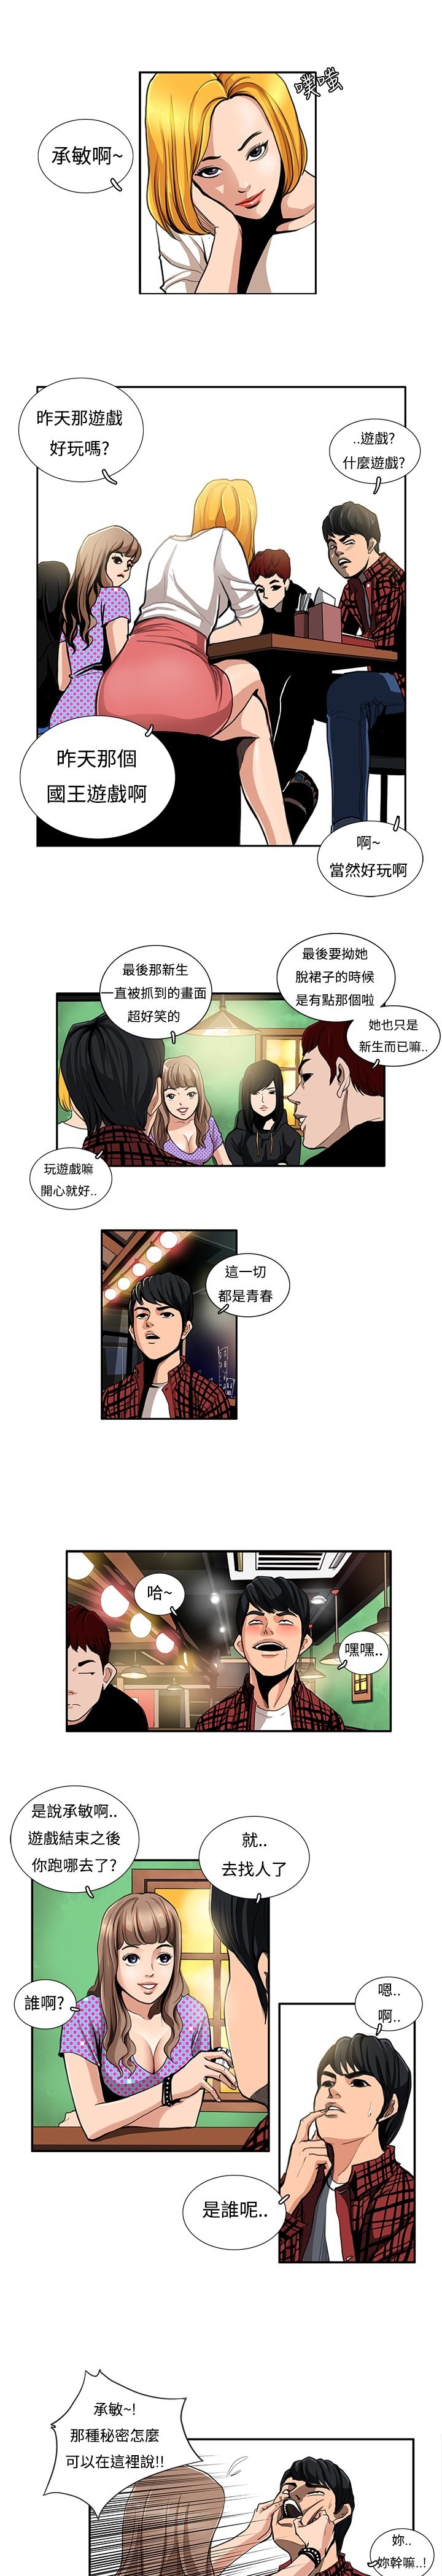 噗嗤
承敏啊~
昨天那遊戲
好玩嗎?
..遊戲?
什麼遊戲?
昨天那個
國王遊戲啊
啊~
當然好玩啊
最後要拗她
脫裙子的時候
是有點那個啦
最後那新生
一直被抓到的畫面
超好笑的
她也只是
新生而已嘛..
玩遊戲嘛
開心就好..
這一切
都是青春
哈~
嘿嘿..
是說承敏啊..
遊戲結束之後
你跑哪去了?
就..
去找人了
誰啊?
嗯..
啊..
是誰呢..
承敏~!
那種秘密怎麼
可以在這裡說!!
妳..
妳幹嘛..!